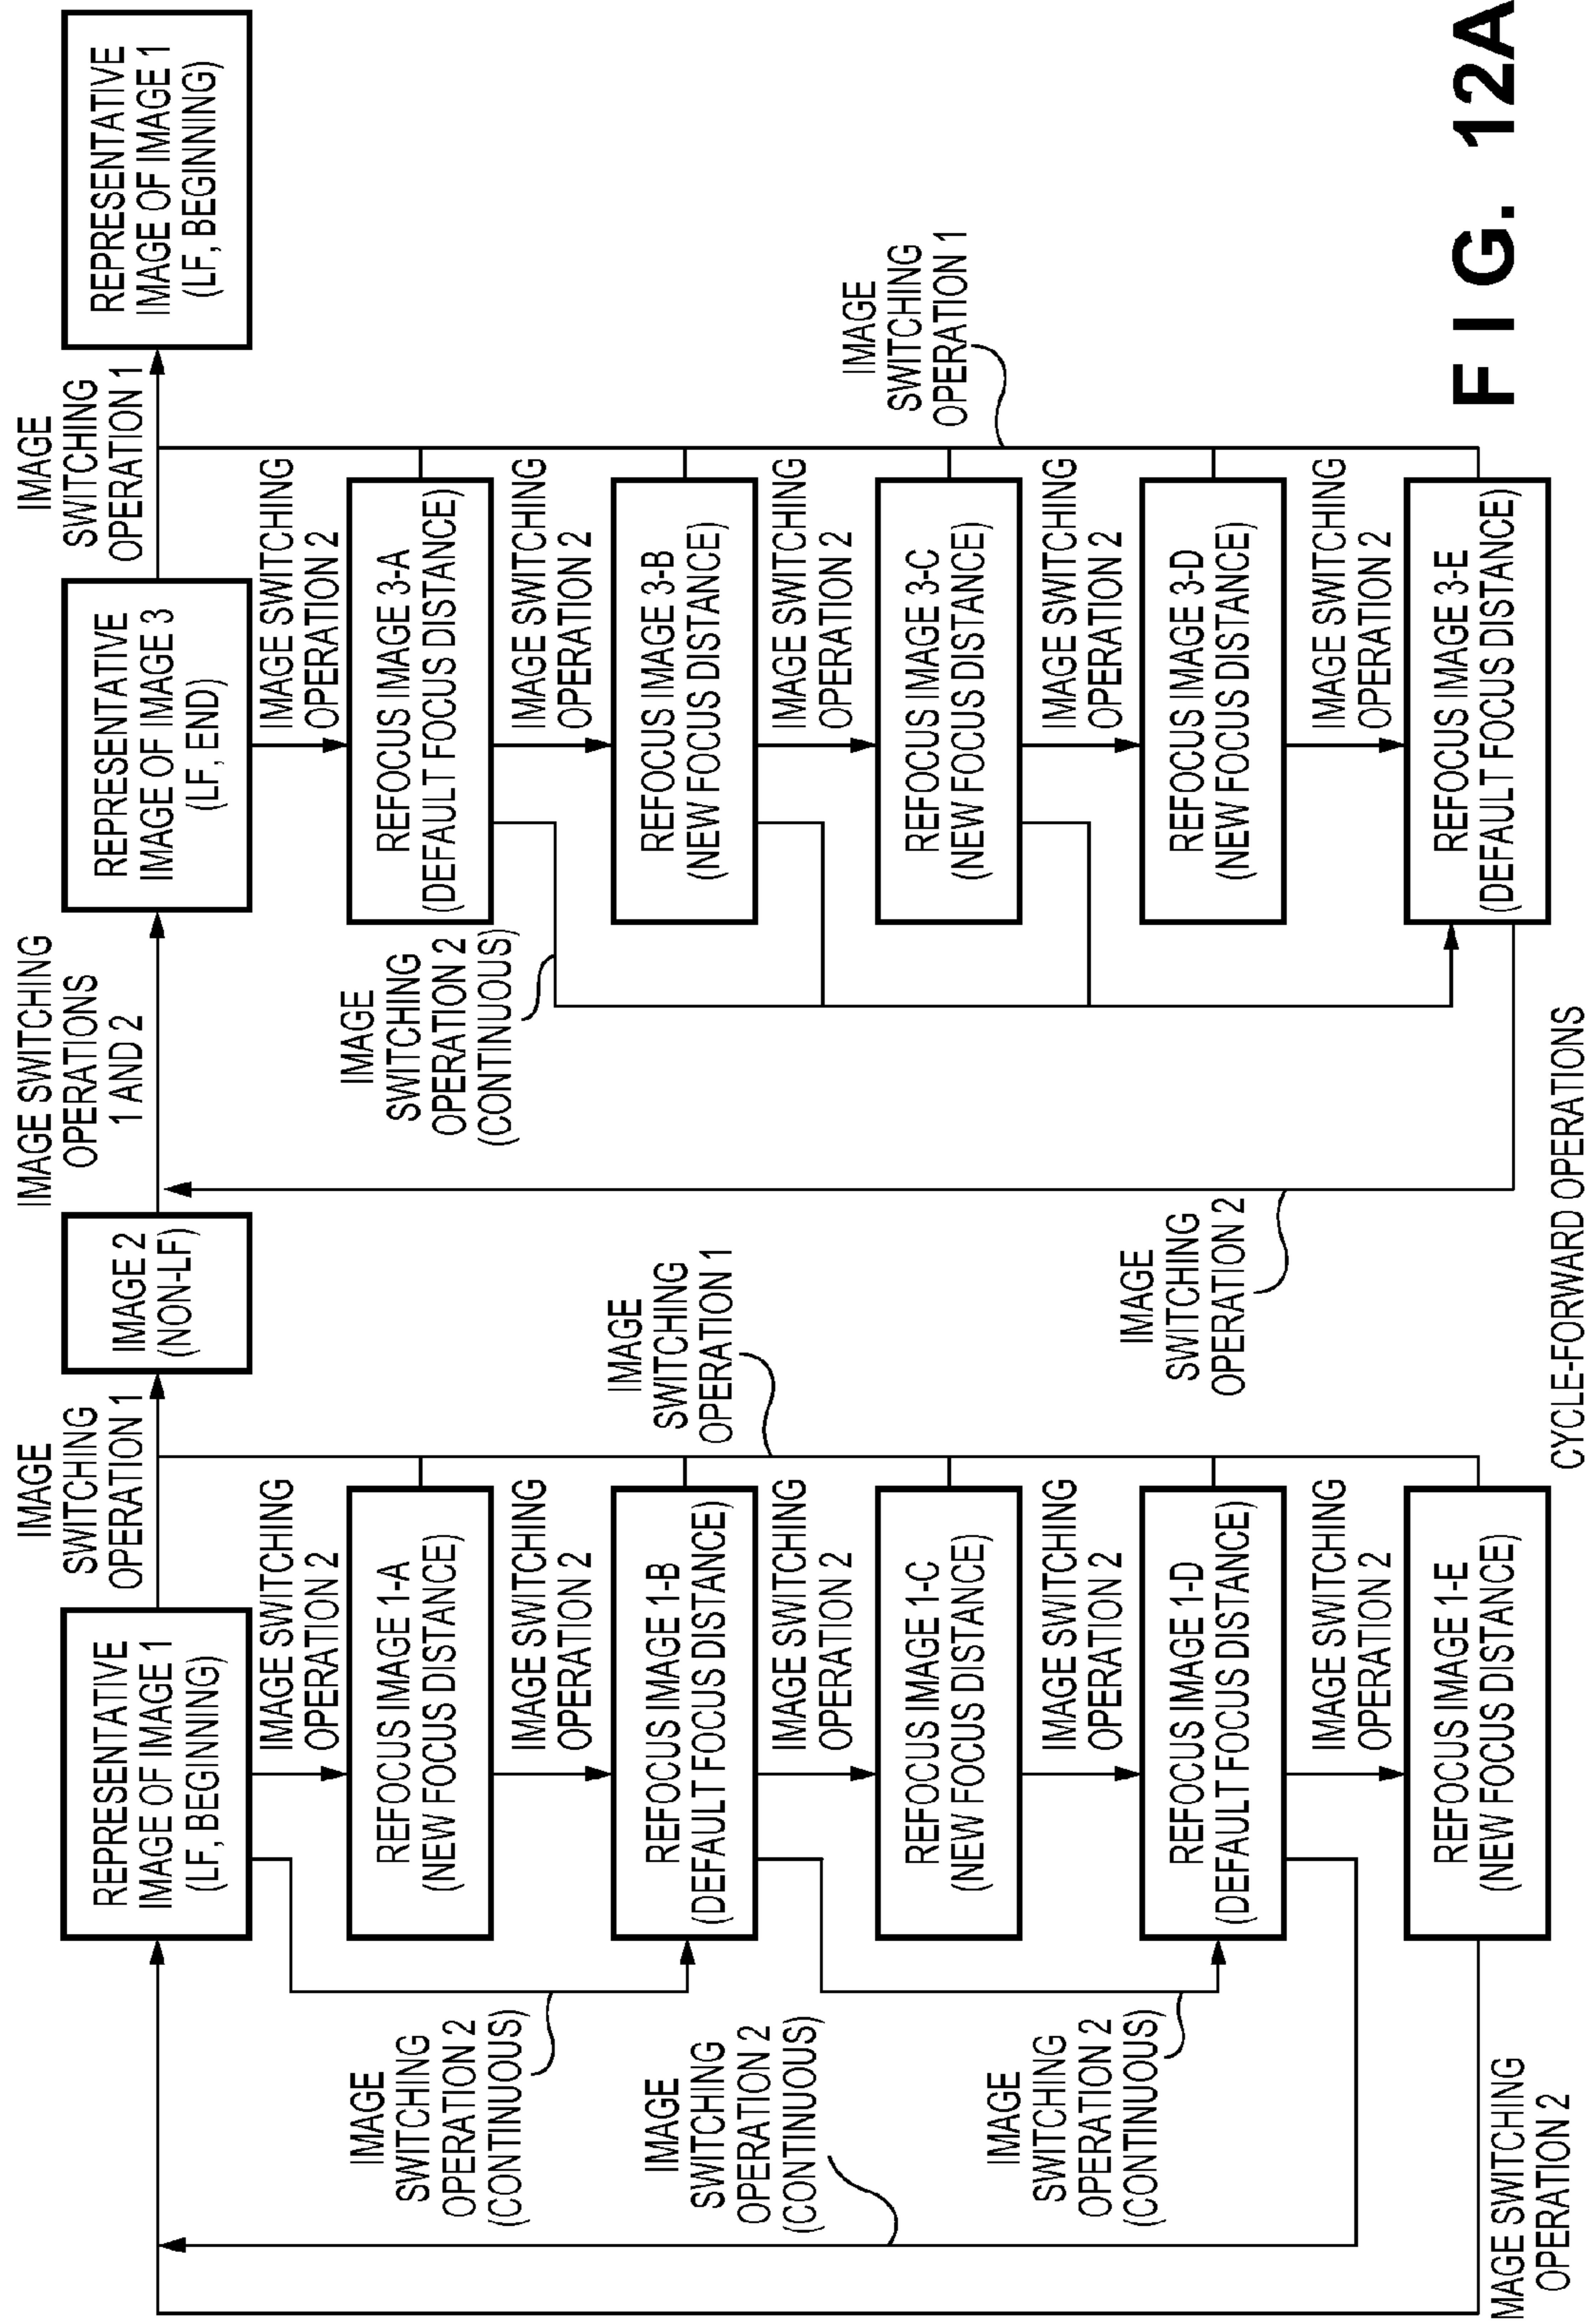 REPRESENTATIVE
IMAGE OF IMAGE 1
(LF, BEGINNING)
IMAGE
SWITCHING
OPERATION 1
IMAGE 2
(NON-LF)
IMAGE SWITCHING
OPERATIONS
1 AND 2
REPRESENTATIVE
IMAGE OF IMAGE 3
(LF, END)
IMAGE
SWITCHING
OPERATION 1
REPRESENTATIVE
IMAGE OF IMAGE 1
(LF, BEGINNING)
IMAGE SWITCHING
OPERATION 2
REFOCUS IMAGE 1-A
(NEW FOCUS DISTANCE)
IMAGE SWITCHING
OPERATION 2
REFOCUS IMAGE 1-B
(DEFAULT FOCUS DISTANCE)
IMAGE SWITCHING
OPERATION 2
REFOCUS IMAGE 1-C
(NEW FOCUS DISTANCE)
IMAGE SWITCHING
OPERATION 2
REFOCUS IMAGE 1-D
(DEFAULT FOCUS DISTANCE)
IMAGE SWITCHING
OPERATION 2
REFOCUS IMAGE 1-E
(NEW FOCUS DISTANCE)
IMAGE
SWITCHING
OPERATION 2
(CONTINUOUS)
IMAGE
SWITCHING
OPERATION 2
(CONTINUOUS)
IMAGE
SWITCHING
OPERATION 2
(CONTINUOUS)
IMAGE SWITCHING
OPERATION 2
IMAGE
SWITCHING
OPERATION 1
IMAGE SWITCHING
OPERATION 2
REFOCUS IMAGE 3-A
(DEFAULT FOCUS DISTANCE)
IMAGE SWITCHING
OPERATION 2
REFOCUS IMAGE 3-B
(NEW FOCUS DISTANCE)
IMAGE SWITCHING
OPERATION 2
REFOCUS IMAGE 3-C
(NEW FOCUS DISTANCE)
IMAGE SWITCHING
OPERATION 2
REFOCUS IMAGE 3-D
(NEW FOCUS DISTANCE)
IMAGE SWITCHING
OPERATION 2
REFOCUS IMAGE 3-E
(DEFAULT FOCUS DISTANCE)
IMAGE
SWITCHING
OPERATION 2
(CONTINUOUS)
IMAGE
SWITCHING
OPERATION 2
IMAGE
SWITCHING
OPERATION 1
CYCLE-FORWARD OPERATIONS
FIG. 12A